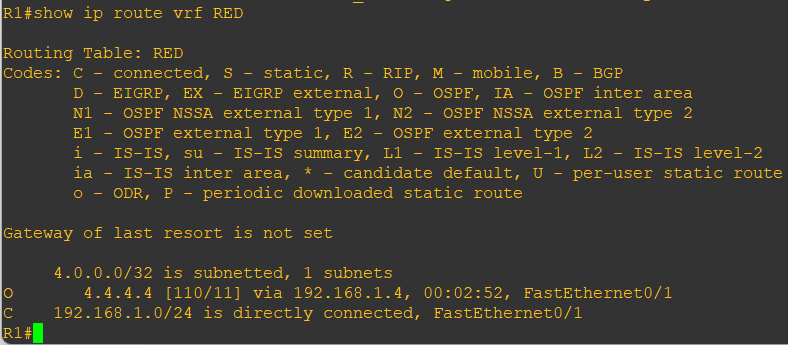 R1#show ip route vrf RED
Routing Table: RED
Codes: C - connected, S - static, R - RIP, M - mobile, B - BGP
D - EIGRP, EX - EIGRP external, O - OSPF, IA - OSPF inter area
N1 - OSPF NSSA external type 1, N2 - OSPF NSSA external type 2
E1 - OSPF external type 1, E2 - OSPF external type 2
i - IS-IS, su - IS-IS summary, L1 - IS-IS level-1, L2 - IS-IS level-2
ia - IS-IS inter area, * - candidate default, U - per-user static route
o - ODR, P - periodic downloaded static route
Gateway of last resort is not set
4.0.0.0/32 is subnetted, 1 subnets
O 4.4.4.4 [110/11] via 192.168.1.4, 00:02:52, FastEthernet0/1
C 192.168.1.0/24 is directly connected, FastEthernet0/1
R1#